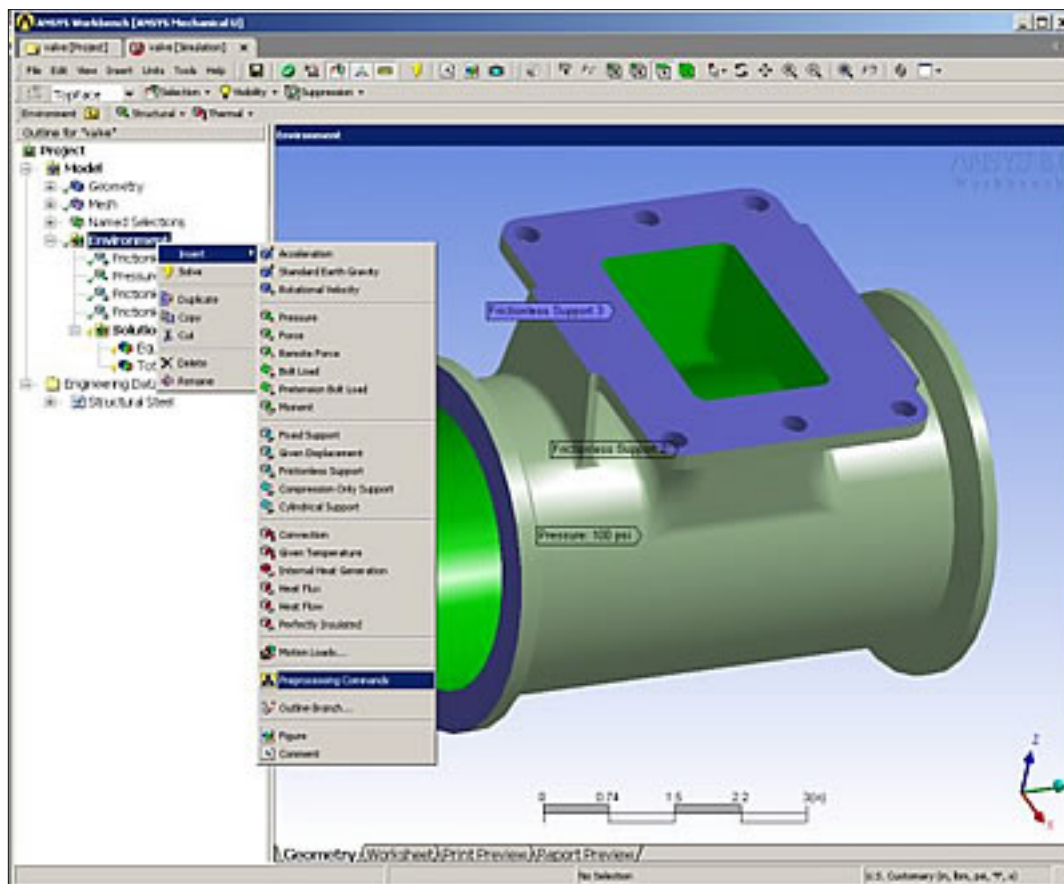 ANSYS Workbench [ANSYS Mechanical U]
valve [Project] valve [Simulation]
File Edit View Insert Units Tools Help
TopFace Selection Visibility Suppression
Environment Structural Thermal
Outline for "valve"
Environment
Project
Model
Geometry
Mesh
Named Selections
Environment
Pressure
Solution
Engineering Data
Structural Steel
Insert
Solve
Duplicate
Copy
Cut
Delete
Rename
Acceleration
Standard Earth Gravity
Rotational Velocity
Pressure
Force
Remote Force
Bolt Load
Pretension Bolt Load
Moment
Fixed Support
Given Displacement
Frictionless Support
Compression Only Support
Cylindrical Support
Convection
Given Temperature
Internal Heat Generation
Heat Flux
Heat Flow
Perfectly Insulated
Motion Loads...
Preprocessing Commands
Outline Branch...
Figure
Comment
Frictionless Support 3
Frictionless Support 2
Pressure: 100 psi
Z
X
0 0.74 1.5 2.2 3(in)
Geometry Worksheet Print Preview Report Preview
No Selection
U.S. Customary (in, lbm, psi, °F, s)